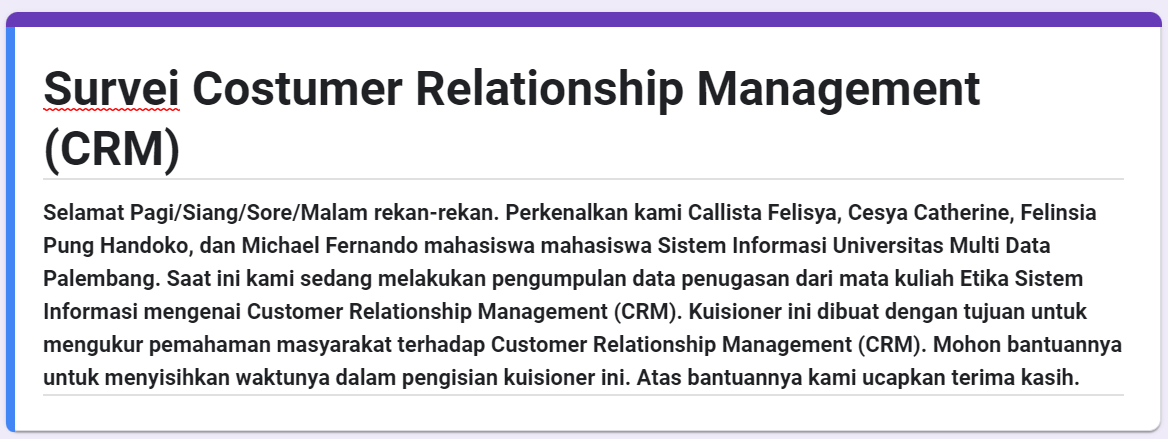 Survei Costumer Relationship Management
(CRM)
Selamat Pagi/Siang/Sore/Malam rekan-rekan. Perkenalkan kami Callista Felisya, Cesya Catherine, Felinsia
Pung Handoko, dan Michael Fernando mahasiswa mahasiswa Sistem Informasi Universitas Multi Data
Palembang. Saat ini kami sedang melakukan pengumpulan data penugasan dari mata kuliah Etika Sistem
Informasi mengenai Customer Relationship Management (CRM). Kuisioner ini dibuat dengan tujuan untuk
mengukur pemahaman masyarakat terhadap Customer Relationship Management (CRM). Mohon bantuannya
untuk menyisihkan waktunya dalam pengisian kuisioner ini. Atas bantuannya kami ucapkan terima kasih.